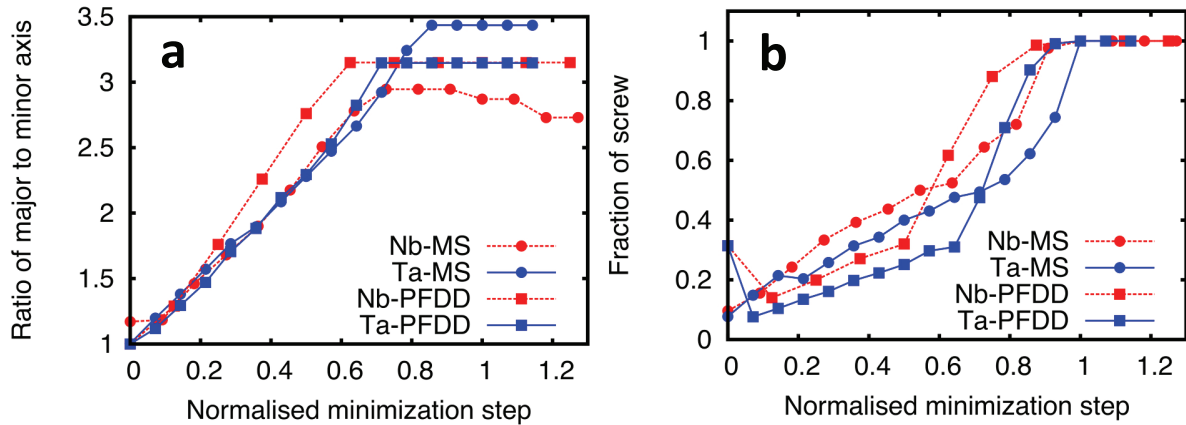 a
3.5
3
2.5
2
1.5
1
Ratio of major to minor axis
Nb-MS
Ta-MS
Nb-PFDD
Ta-PFDD
0 0.2 0.4 0.6 0.8 1 1.2
Normalised minimization step
b
1
0.8
0.6
0.4
0.2
0
Fraction of screw
Nb-MS
Ta-MS
Nb-PFDD
Ta-PFDD
0 0.2 0.4 0.6 0.8 1 1.2
Normalised minimization step